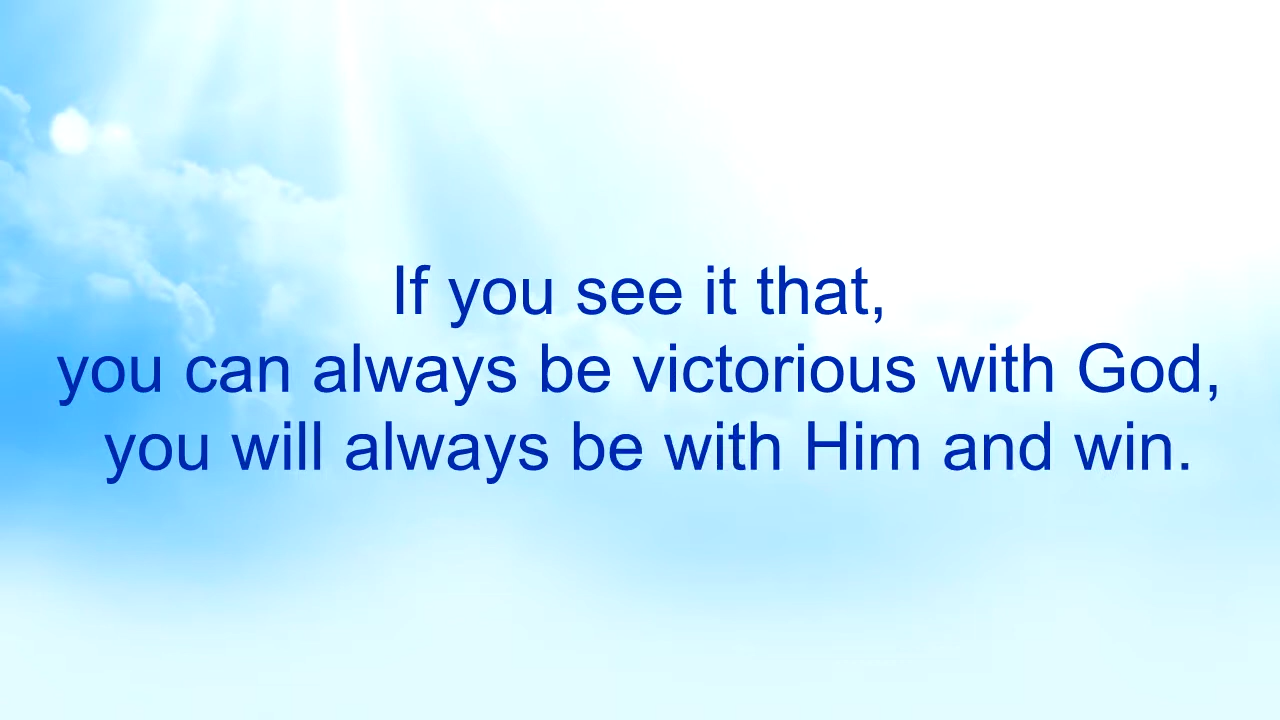 If you see it that,
you can always be victorious with God,
you will always be with Him and win.